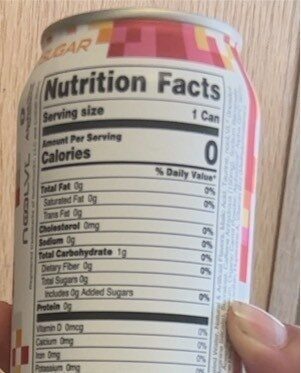 SUGAR
Nutrition Facts
Serving size 1 Can
Amount Per Serving
Calories 0
% Daily Value*
Total Fat 0g 0%
Saturated Fat 0g 0%
Trans Fat 0g
Cholesterol 0mg 0%
Sodium 0g 0%
Total Carbohydrate 1g 0%
Dietary Fiber 0g 0%
Total Sugars 0g
Includes 0g Added Sugars 0%
Protein 0g
Vitamin D 0mcg 0%
Calcium 0mg 0%
Iron 0mg 0%
Potassium 0mg